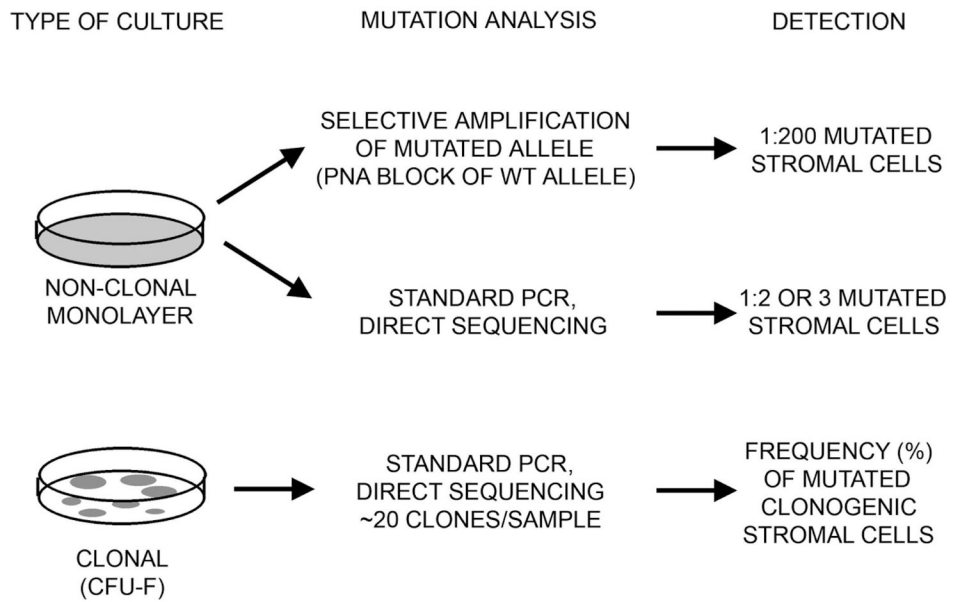 TYPE OF CULTURE
MUTATION ANALYSIS
DETECTION
SELECTIVE AMPLIFICATION
OF MUTATED ALLELE
(PNA BLOCK OF WT ALLELE)
1:200 MUTATED
STROMAL CELLS
NON-CLONAL
MONOLAYER
STANDARD PCR,
DIRECT SEQUENCING
1:2 OR 3 MUTATED
STROMAL CELLS
CLONAL
(CFU-F)
STANDARD PCR,
DIRECT SEQUENCING
~20 CLONES/SAMPLE
FREQUENCY (%)
OF MUTATED
CLONOGENIC
STROMAL CELLS